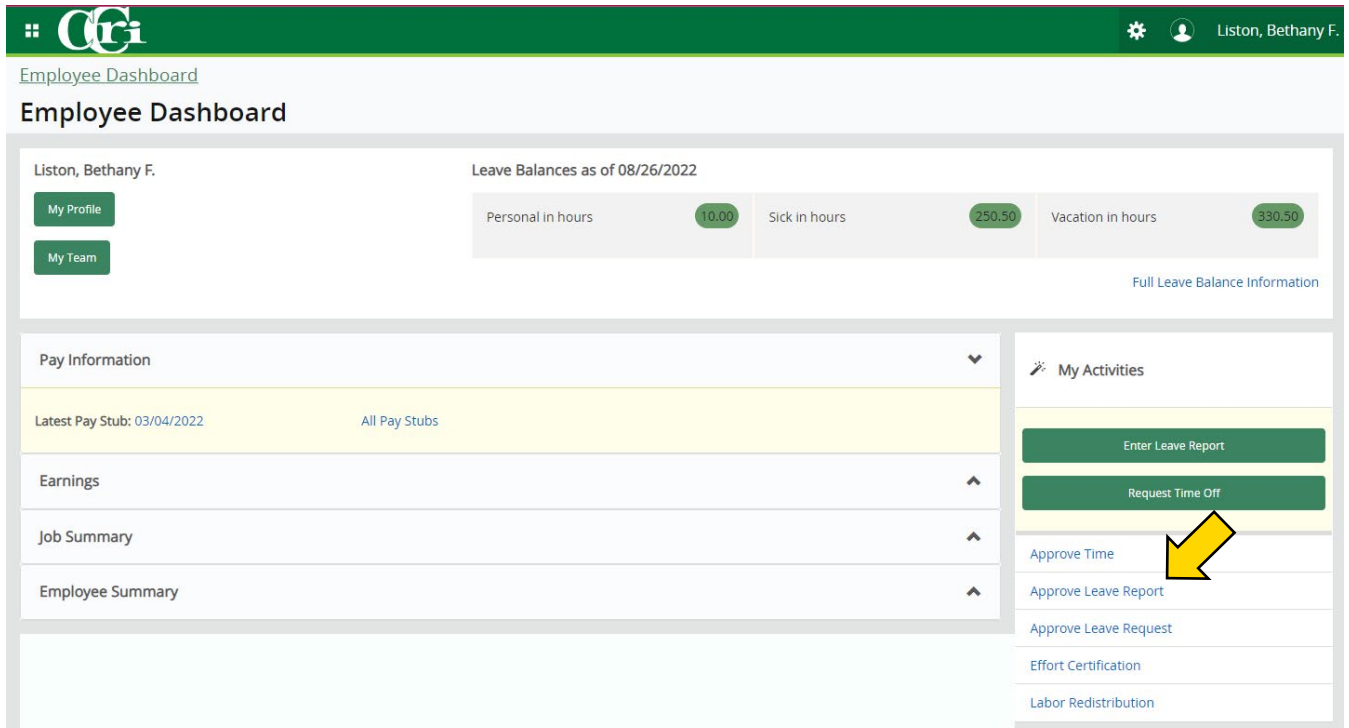 CCri
Liston, Bethany F.
Employee Dashboard
Employee Dashboard
Liston, Bethany F.
My Profile
My Team
Leave Balances as of 08/26/2022
Personal in hours 10.00 Sick in hours 250.50 Vacation in hours 330.50
Full Leave Balance Information
Pay Information
Latest Pay Stub: 03/04/2022 All Pay Stubs
Earnings
Job Summary
Employee Summary
My Activities
Enter Leave Report
Request Time Off
Approve Time
Approve Leave Report
Approve Leave Request
Effort Certification
Labor Redistribution